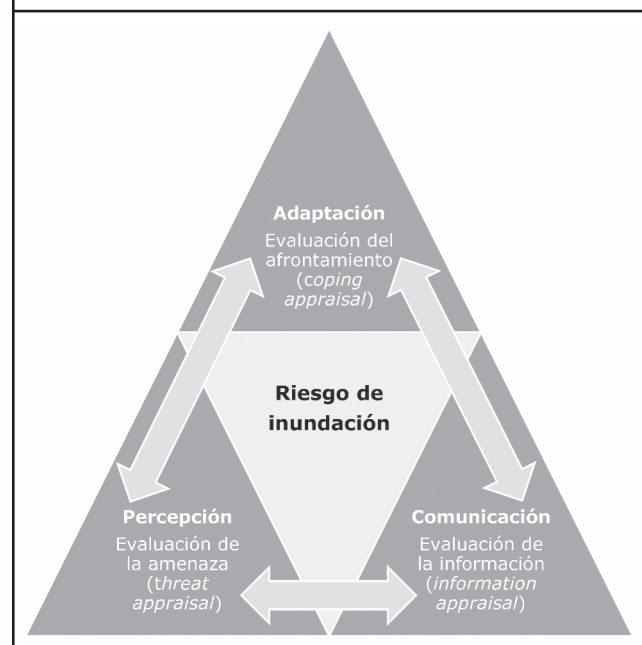 Adaptación
Evaluación del
afrontamiento
(coping
appraisal)
Riesgo de
inundación
Percepción
Evaluación de
la amenaza
(threat
appraisal)
Comunicación
Evaluación de
la información
(information
appraisal)